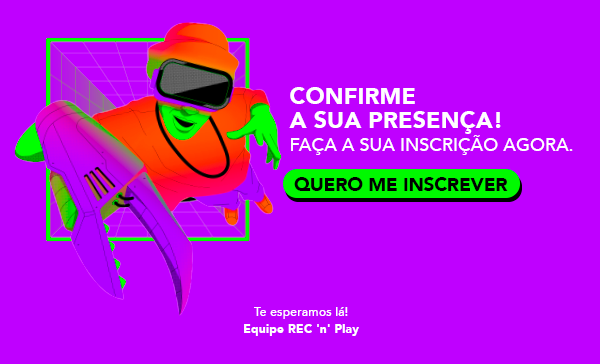 CONFIRME
A SUA PRESENÇA!
FAÇA A SUA INSCRIÇÃO AGORA.
QUERO ME INSCREVER
Te esperamos lá!
Equipe REC 'n' Play